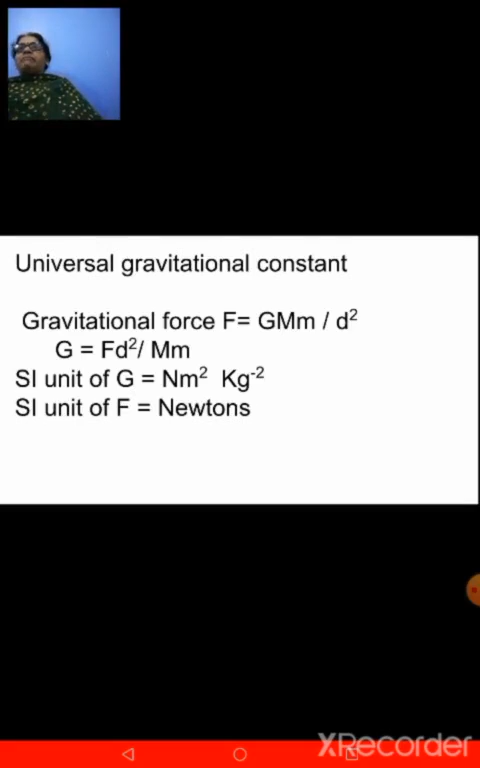 Universal gravitational constant
Gravitational force F= GMm / d²
G = Fd²/ Mm
SI unit of G = Nm² Kg⁻²
SI unit of F = Newtons
XRecorder